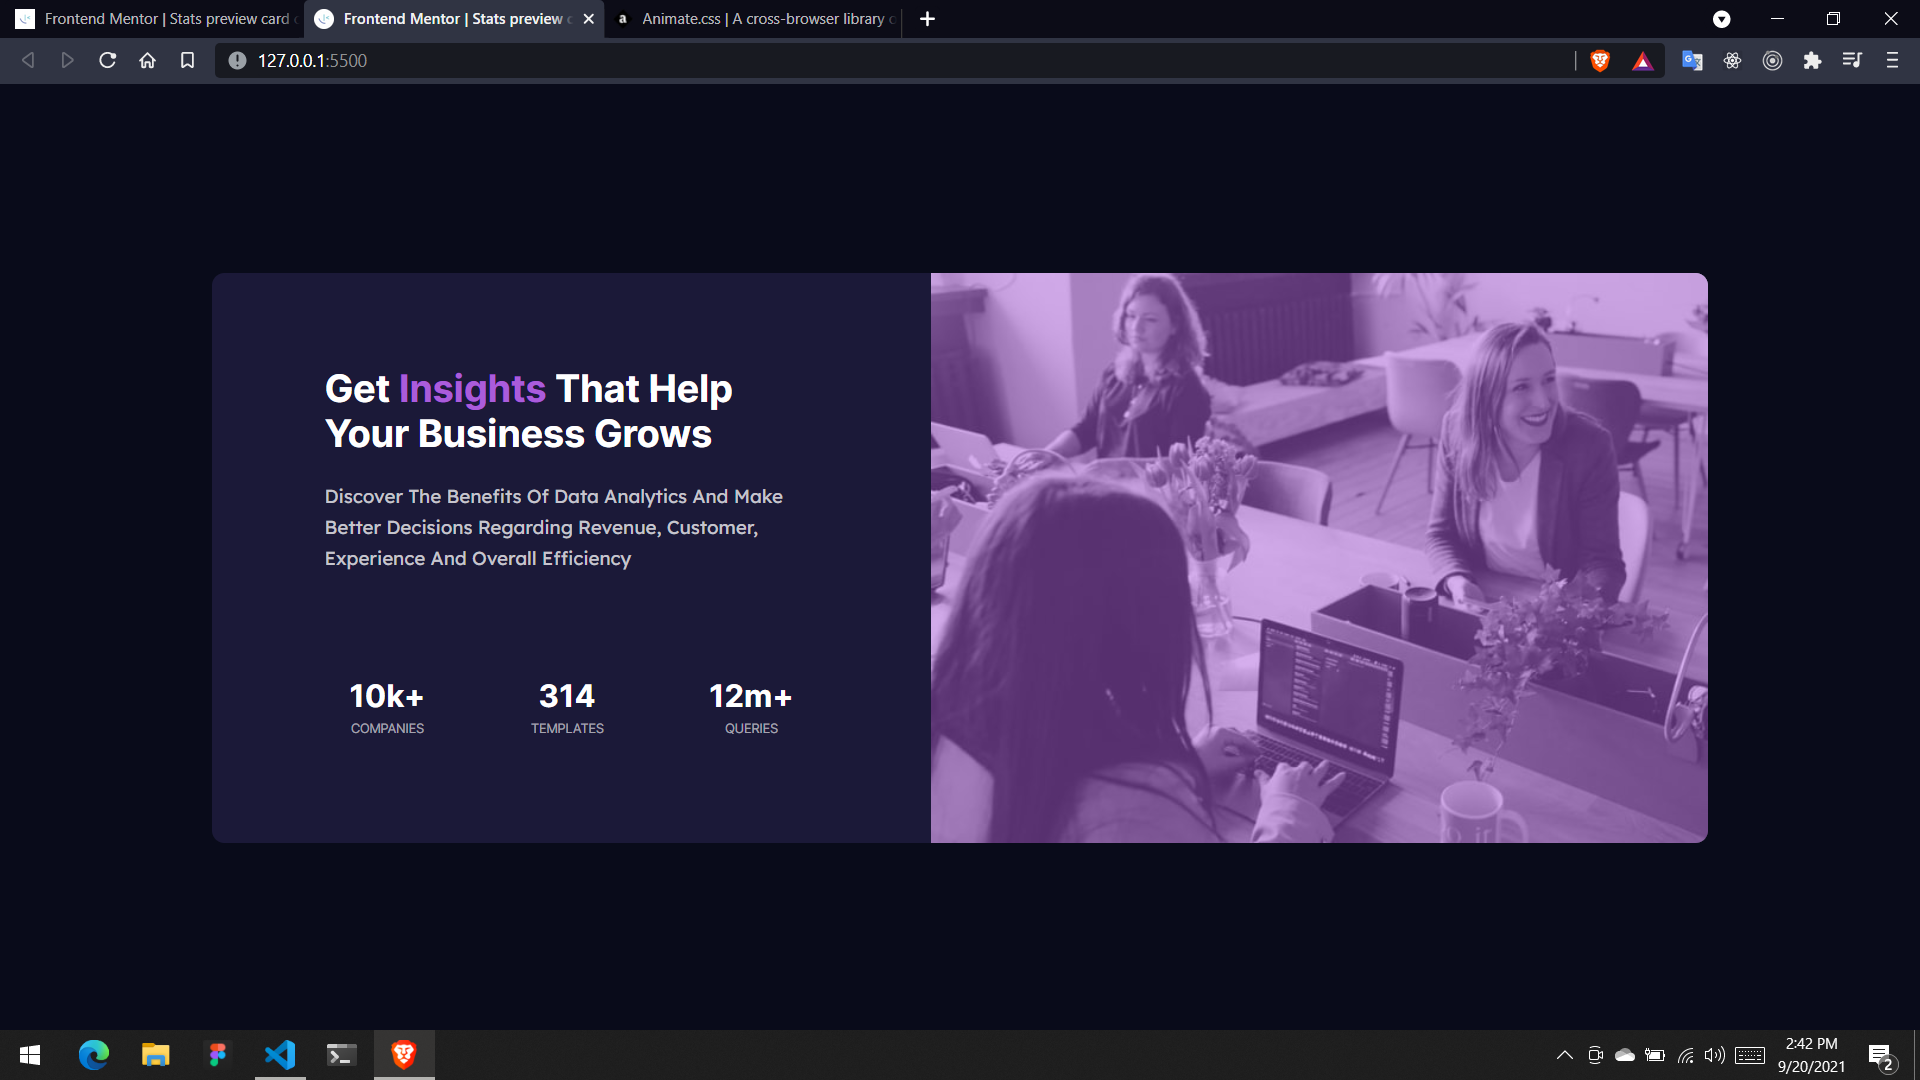 Frontend Mentor | Stats preview card
Frontend Mentor | Stats preview
a
Animate.css | A cross-browser library
127.0.0.1:5500
Get Insights That Help
Your Business Grows
Discover The Benefits Of Data Analytics And Make
Better Decisions Regarding Revenue, Customer,
Experience And Overall Efficiency
10k+
314
12m+
COMPANIES
TEMPLATES
QUERIES
2:42 PM
9/20/2021
2